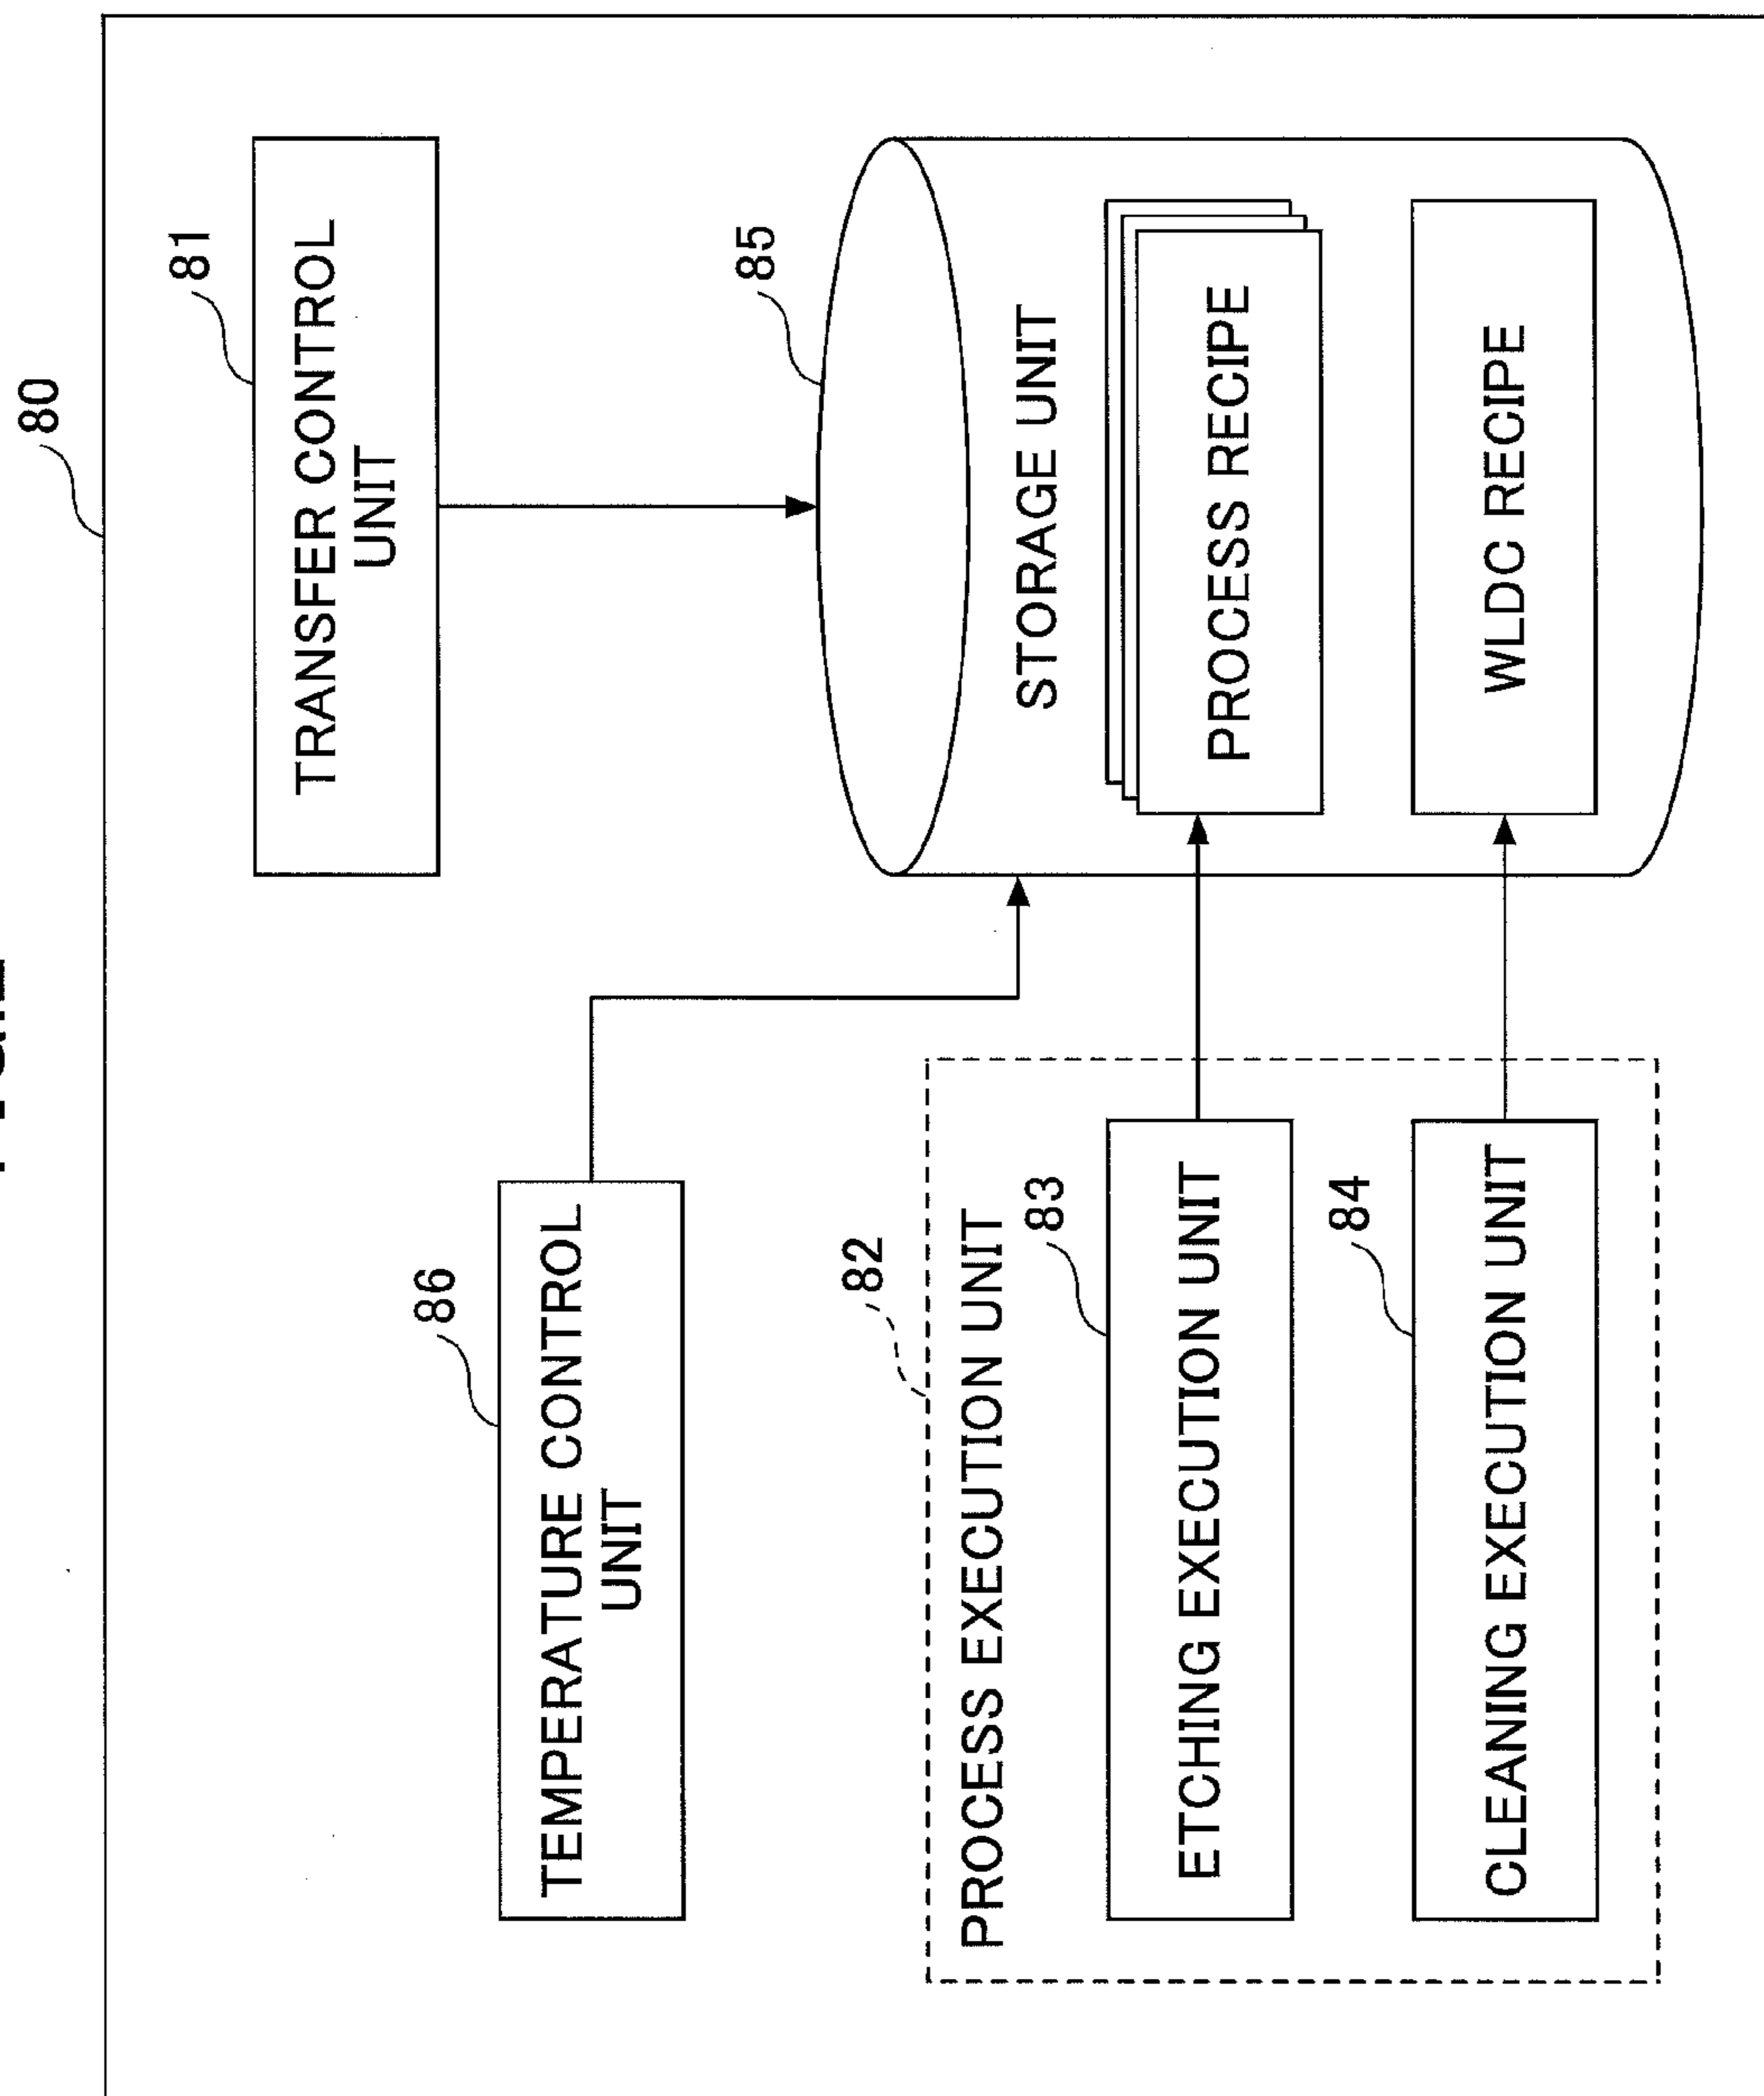 80
81
TRANSFER CONTROL
UNIT
86
TEMPERATURE CONTROL
UNIT
85
82
PROCESS EXECUTION UNIT
STORAGE UNIT
83
ETCHING EXECUTION UNIT
PROCESS RECIPE
84
CLEANING EXECUTION UNIT
WLDC RECIPE